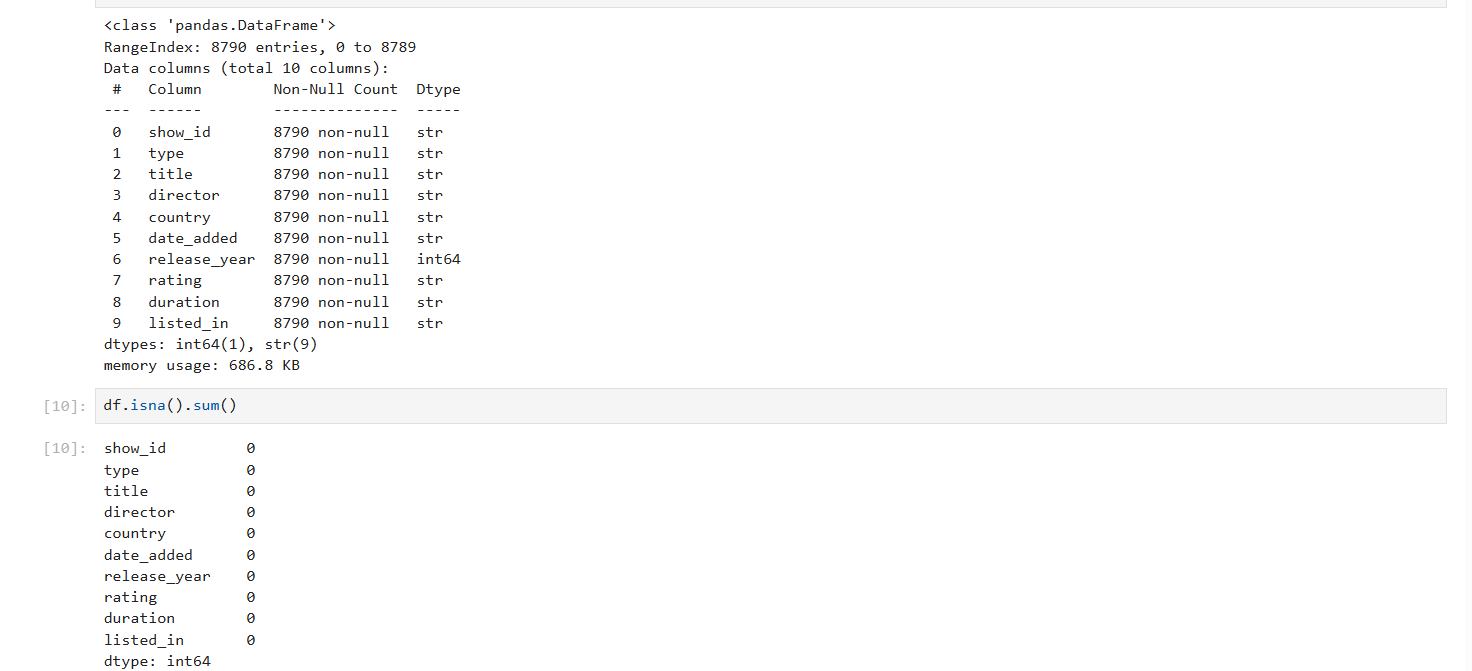 <class 'pandas.DataFrame'>
RangeIndex: 8790 entries, 0 to 8789
Data columns (total 10 columns):
 #   Column        Non-Null Count  Dtype
---  ------        --------------  -----
 0   show_id       8790 non-null   str
 1   type          8790 non-null   str
 2   title         8790 non-null   str
 3   director      8790 non-null   str
 4   country       8790 non-null   str
 5   date_added    8790 non-null   str
 6   release_year  8790 non-null   int64
 7   rating        8790 non-null   str
 8   duration      8790 non-null   str
 9   listed_in     8790 non-null   str
dtypes: int64(1), str(9)
memory usage: 686.8 KB
[10]: df.isna().sum()
[10]: show_id         0
type            0
title           0
director        0
country         0
date_added      0
release_year    0
rating          0
duration        0
listed_in       0
dtype: int64